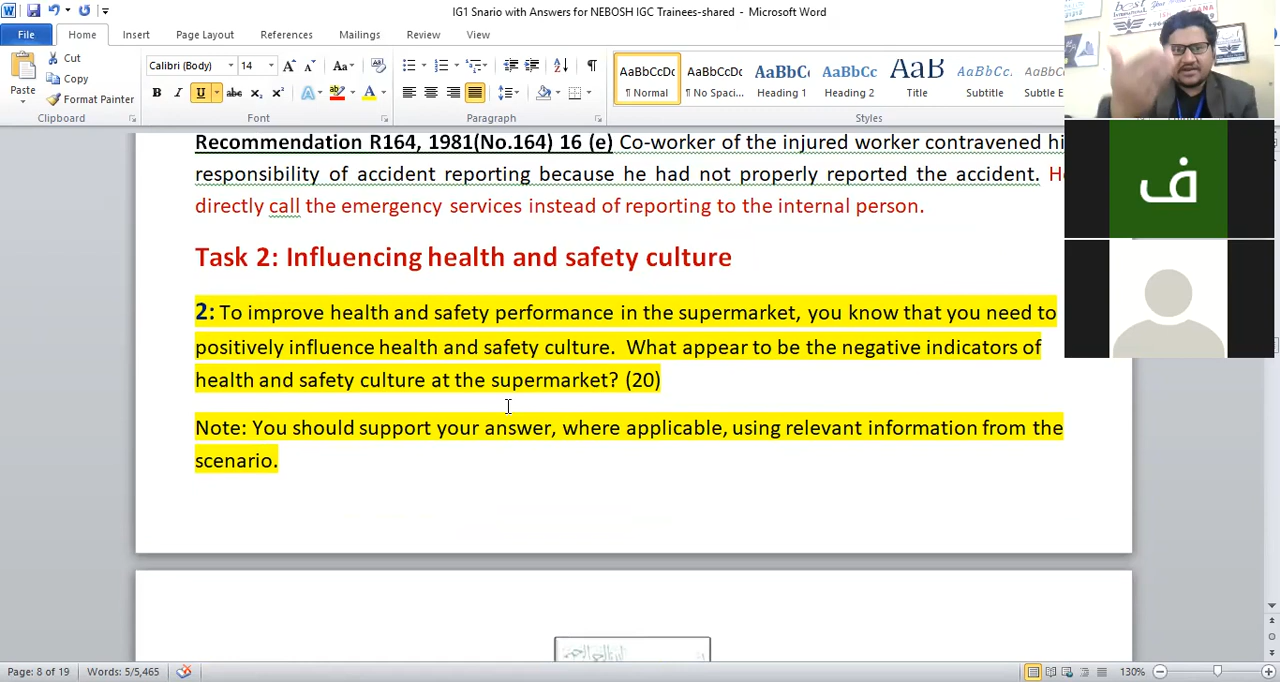 IG1 Snario with Answers for NEBOSH IGC Trainees-shared - Microsoft Word
File Home Insert Page Layout References Mailings Review View
Paste
Cut
Copy
Format Painter
Clipboard
Calibri (Body) 14
Font
Paragraph
AaBbCcDc AaBbCcDc AaBbC AaBbCc AaB AaBbCc. AaBbC
¶ Normal ¶ No Spaci... Heading 1 Heading 2 Title Subtitle Subtle E
Styles
best
Recommendation R164, 1981(No.164) 16 (e) Co-worker of the injured worker contravened hi
responsibility of accident reporting because he had not properly reported the accident. H
directly call the emergency services instead of reporting to the internal person.
Task 2: Influencing health and safety culture
2: To improve health and safety performance in the supermarket, you know that you need to
positively influence health and safety culture. What appear to be the negative indicators of
health and safety culture at the supermarket? (20)
Note: You should support your answer, where applicable, using relevant information from the
scenario.
ف
Page: 8 of 19 Words: 5/5,465 130%